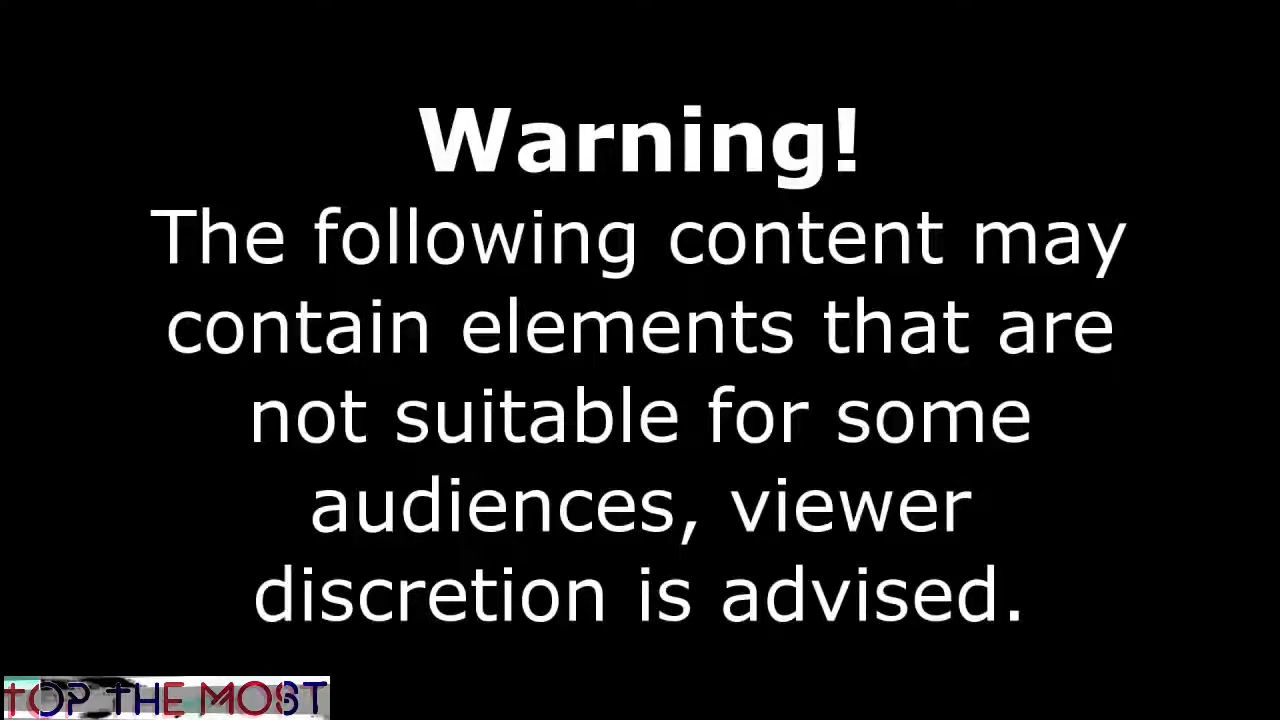 Warning!
The following content may
contain elements that are
not suitable for some
audiences, viewer
discretion is advised.
TOP THE MOST